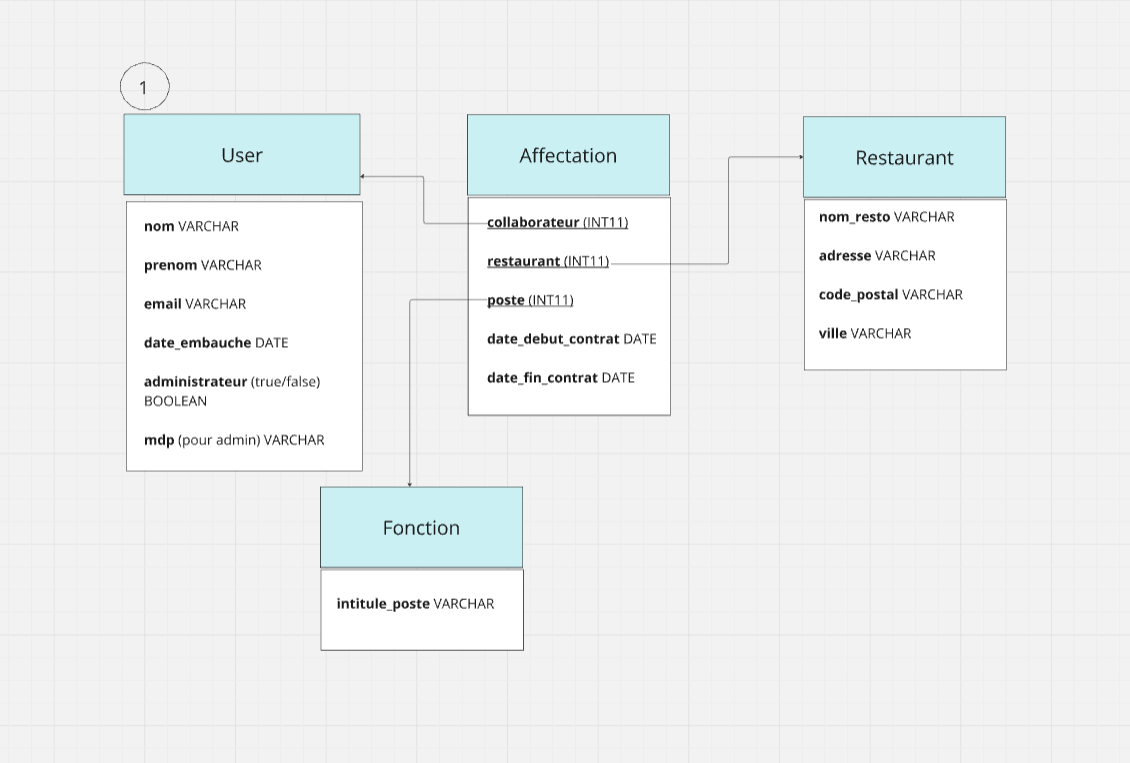 1
User
nom VARCHAR
prenom VARCHAR
email VARCHAR
date_embauche DATE
administrateur (true/false)
BOOLEAN
mdp (pour admin) VARCHAR
Affectation
collaborateur (INT11)
restaurant (INT11)
poste (INT11)
date_debut_contrat DATE
date_fin_contrat DATE
Restaurant
nom_resto VARCHAR
adresse VARCHAR
code_postal VARCHAR
ville VARCHAR
Fonction
intitule_poste VARCHAR